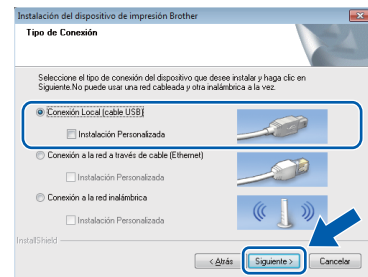 Instalación del dispositivo de impresión Brother
Tipo de Conexión
Seleccione el tipo de conexión del dispositivo que desee instalar y haga clic en
Siguiente.No puede usar una red cableada y otra inalámbrica a la vez.
Conexión Local (cable USB)
Instalación Personalizada
Conexión a la red a través de cable (Ethernet)
Instalación Personalizada
Conexión a la red inalámbrica
Instalación Personalizada
InstallShield
< Atrás Siguiente > Cancelar